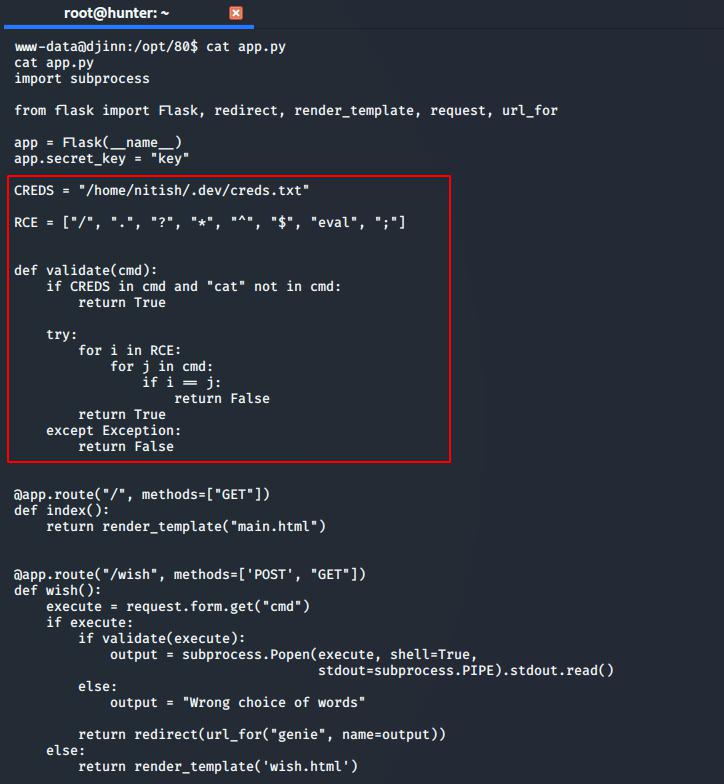 root@hunter: ~
www-data@djinn:/opt/80$ cat app.py
cat app.py
import subprocess

from flask import Flask, redirect, render_template, request, url_for

app = Flask(__name__)
app.secret_key = "key"

CREDS = "/home/nitish/.dev/creds.txt"

RCE = ["/", ".", "?", "*", "^", "$", "eval", ";"]


def validate(cmd):
    if CREDS in cmd and "cat" not in cmd:
        return True

    try:
        for i in RCE:
            for j in cmd:
                if i == j:
                    return False
        return True
    except Exception:
        return False


@app.route("/", methods=["GET"])
def index():
    return render_template("main.html")


@app.route("/wish", methods=['POST', "GET"])
def wish():
    execute = request.form.get("cmd")
    if execute:
        if validate(execute):
            output = subprocess.Popen(execute, shell=True,
                                      stdout=subprocess.PIPE).stdout.read()
        else:
            output = "Wrong choice of words"

        return redirect(url_for("genie", name=output))
    else:
        return render_template('wish.html')